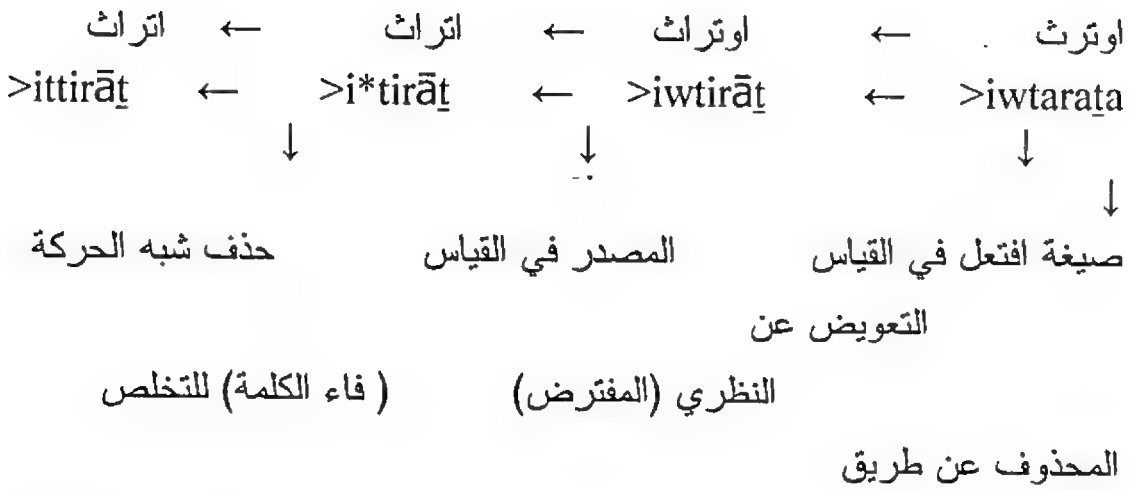 اوترث ← اوتراث ← اتراث ← اتراث
>iwtaraṯa ← >iwtirāṯ ← >i*tirāṯ ← >ittirāṯ
↓ ↓ ↓
↓
صيغة افتعل في القياس المصدر في القياس حذف شبه الحركة
التعويض عن
النظري (المفترض) ( فاء الكلمة) للتخلص
المحذوف عن طريق